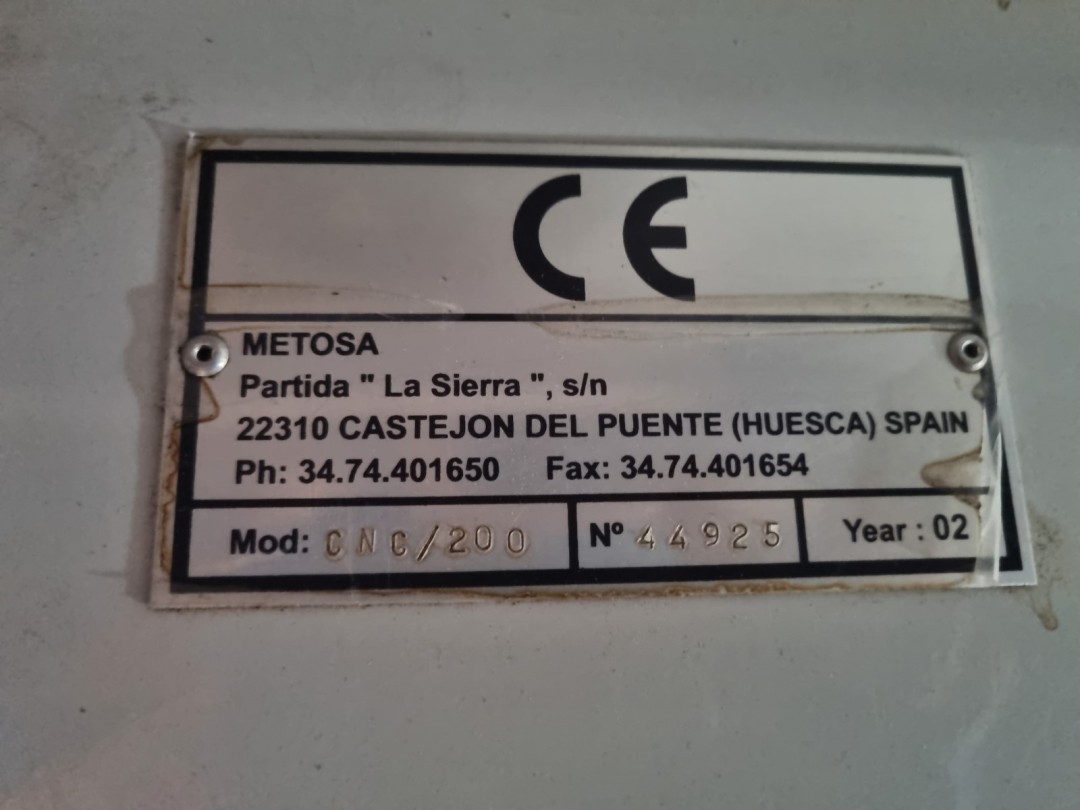 CE
METOSA
Partida " La Sierra ", s/n
22310 CASTEJON DEL PUENTE (HUESCA) SPAIN
Ph: 34.74.401650 Fax: 34.74.401654
Mod: CNC/200 Nº 44925 Year : 02